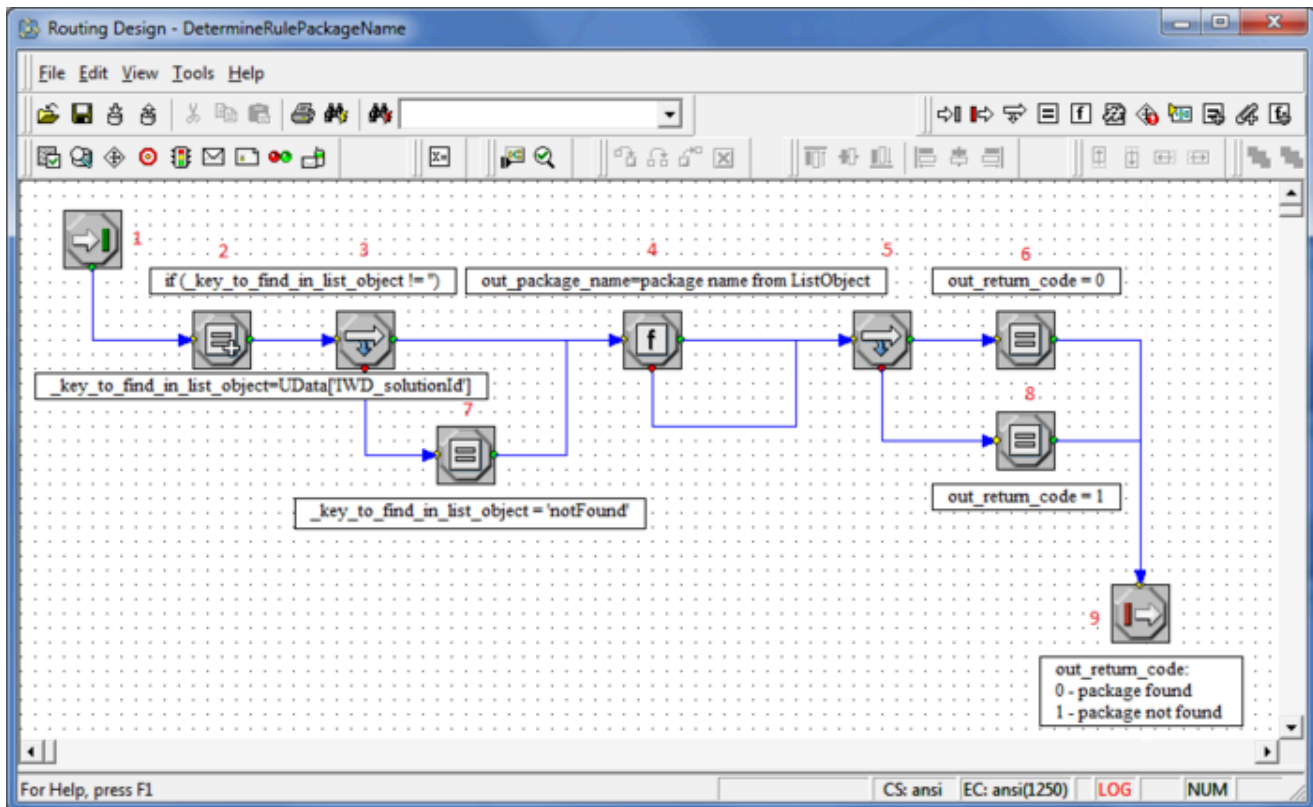 Routing Design - DetermineRulePackageName
File Edit View Tools Help
1
2
3
4
5
6
if (_key_to_find_in_list_object != '')
out_package_name=package name from ListObject
out_return_code = 0
f
_key_to_find_in_list_object=UData['IWD_solutionId']
7
8
_key_to_find_in_list_object = 'notFound'
out_return_code = 1
9
out_return_code:
0 - package found
1 - package not found
For Help, press F1
CS: ansi
EC: ansi(1250)
LOG
NUM